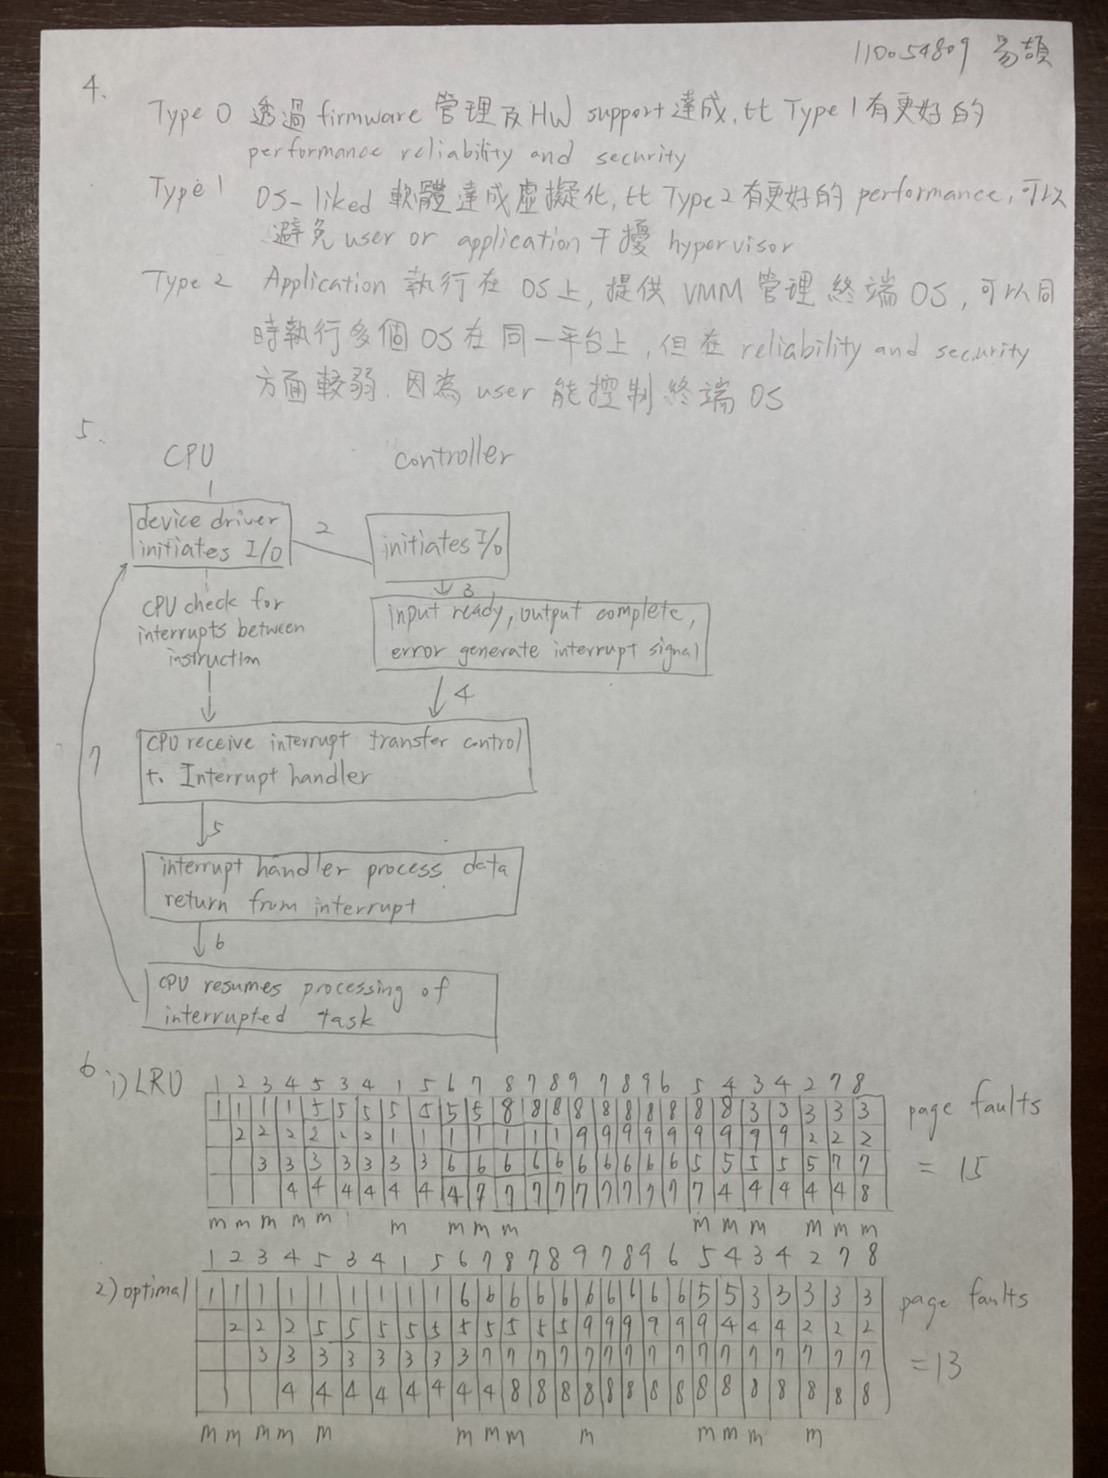 110054809 易頡
4.
Type 0 透過 firmware 管理及 HW support 達成, 比 Type 1 有更好的
performance reliability and security
Type 1 OS-liked 軟體達成虛擬化, 比 Type 2 有更好的 performance, 可以
避免 user or application 干擾 hypervisor
Type 2 Application 執行在 OS 上, 提供 VMM 管理終端 OS, 可以同
時執行多個 OS 在同一平台上, 但在 reliability and security
方面較弱. 因為 user 能控制終端 OS
5.
CPU controller
1
device driver
initiates I/O
2
initiates I/o
3
CPU check for
interrupts between
instruction
input ready, output complete,
error generate interrupt signal
4
CPU receive interrupt transfer control
to Interrupt handler
7
5
interrupt handler process data
return from interrupt
6
CPU resumes processing of
interrupted task
6 i) LRU 1 2 3 4 5 3 4 1 5 6 7 8 7 8 9 7 8 9 6 5 4 3 4 2 7 8
1 1 1 1 5 5 5 5 5 5 5 8 8 8 8 8 8 8 8 8 8 3 3 3 3 3
2 2 2 2 2 2 1 1 1 1 1 1 1 9 9 9 9 9 9 9 9 9 2 2 2
3 3 3 3 3 3 3 6 6 6 6 6 6 6 6 6 6 5 5 5 5 5 7 7
4 4 4 4 4 4 4 7 7 7 7 7 7 7 7 7 7 4 4 4 4 4 8
page faults
= 15
m m m m m m m m m m m m m m m
1 2 3 4 5 3 4 1 5 6 7 8 7 8 9 7 8 9 6 5 4 3 4 2 7 8
2) optimal 1 1 1 1 1 1 1 1 1 6 6 6 6 6 6 6 6 6 6 5 5 3 3 3 3 3
2 2 2 5 5 5 5 5 5 5 5 5 5 9 9 9 9 9 9 4 4 4 2 2 2
3 3 3 3 3 3 3 3 7 7 7 7 7 7 7 7 7 7 7 7 7 7 7 7
4 4 4 4 4 4 4 4 8 8 8 8 8 8 8 8 8 8 8 8 8 8 8
page faults
=13
m m m m m m m m m m m m m